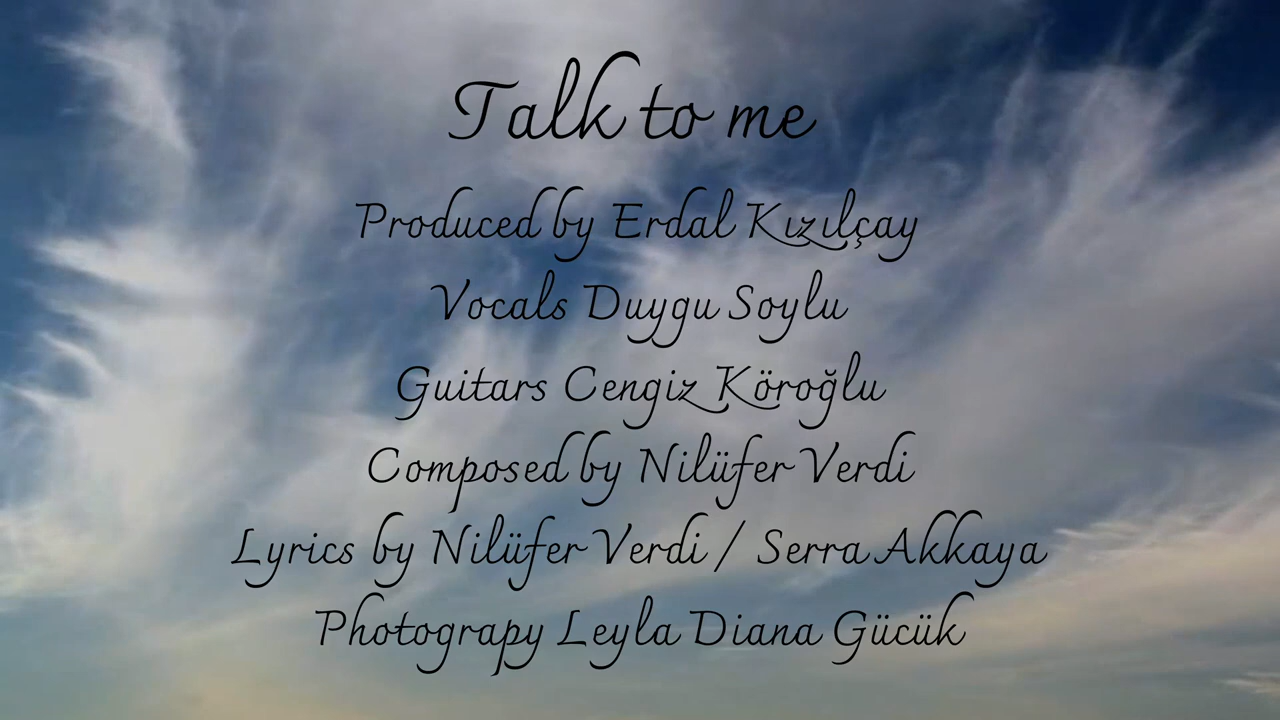 Talk to me
Produced by Erdal Kızılçay
Vocals Duygu Soylu
Guitars Cengiz Köroğlu
Composed by Nilüfer Verdi
Lyrics by Nilüfer Verdi / Serra Akkaya
Photograpy Leyla Diana Gücük